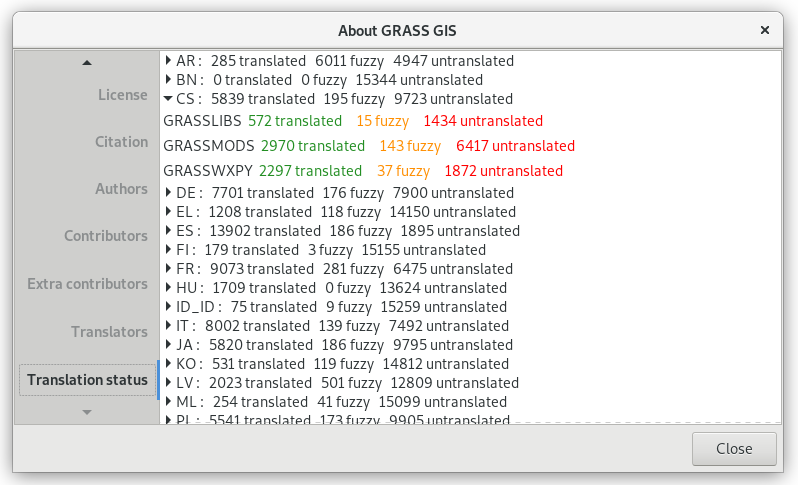 About GRASS GIS
License
Citation
Authors
Contributors
Extra contributors
Translators
Translation status
AR : 285 translated 6011 fuzzy 4947 untranslated
BN : 0 translated 0 fuzzy 15344 untranslated
CS : 5839 translated 195 fuzzy 9723 untranslated
GRASSLIBS 572 translated 15 fuzzy 1434 untranslated
GRASSMODS 2970 translated 143 fuzzy 6417 untranslated
GRASSWXPY 2297 translated 37 fuzzy 1872 untranslated
DE : 7701 translated 176 fuzzy 7900 untranslated
EL : 1208 translated 118 fuzzy 14150 untranslated
ES : 13902 translated 186 fuzzy 1895 untranslated
FI : 179 translated 3 fuzzy 15155 untranslated
FR : 9073 translated 281 fuzzy 6475 untranslated
HU : 1709 translated 0 fuzzy 13624 untranslated
ID_ID : 75 translated 9 fuzzy 15259 untranslated
IT : 8002 translated 139 fuzzy 7492 untranslated
JA : 5820 translated 186 fuzzy 9795 untranslated
KO : 531 translated 119 fuzzy 14812 untranslated
LV : 2023 translated 501 fuzzy 12809 untranslated
ML : 254 translated 41 fuzzy 15099 untranslated
PL : 5541 translated 173 fuzzy 9905 untranslated
Close